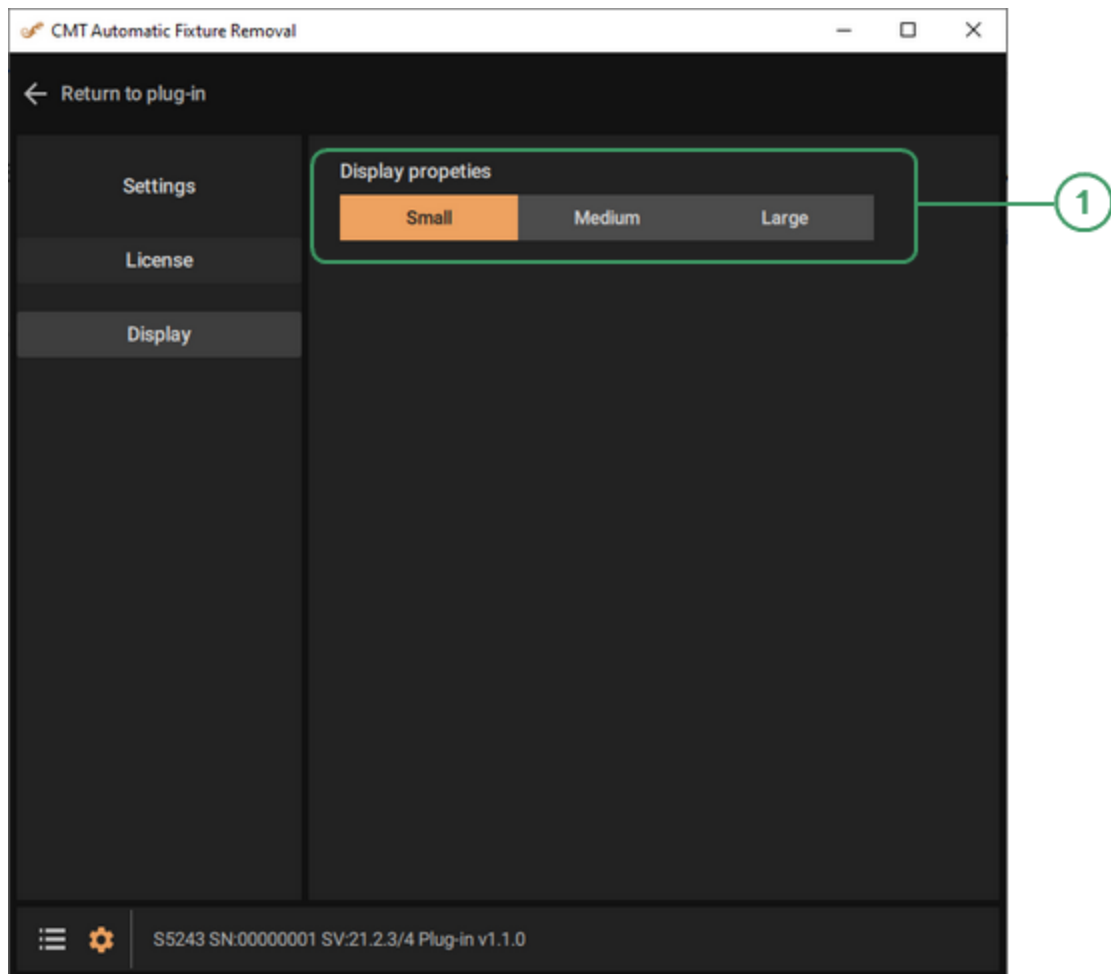 CMT Automatic Fixture Removal
Return to plug-in
Settings
License
Display
Display propeties
Small Medium Large
1
S5243 SN:00000001 SV:21.2.3/4 Plug-in v1.1.0